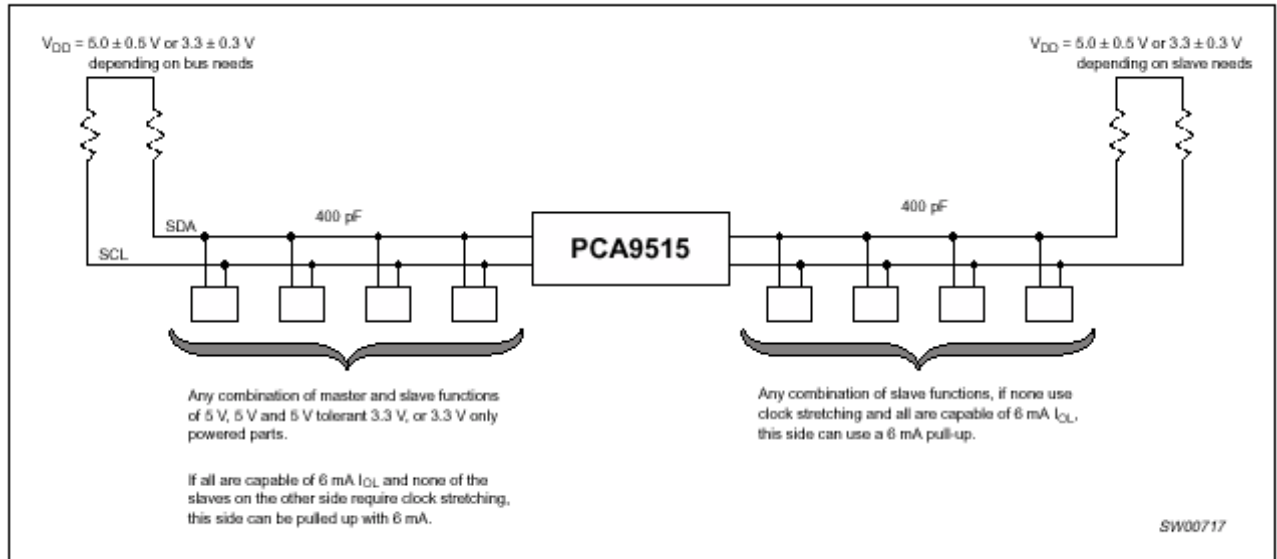 V_DD = 5.0 ± 0.5 V or 3.3 ± 0.3 V
depending on bus needs
V_DD = 5.0 ± 0.5 V or 3.3 ± 0.3 V
depending on slave needs
400 pF
400 pF
SDA
SCL
PCA9515
Any combination of master and slave functions
of 5 V, 5 V and 5 V tolerant 3.3 V, or 3.3 V only
powered parts.
If all are capable of 6 mA I_OL and none of the
slaves on the other side require clock stretching,
this side can be pulled up with 6 mA.
Any combination of slave functions, if none use
clock stretching and all are capable of 6 mA I_OL,
this side can use a 6 mA pull-up.
SW00717